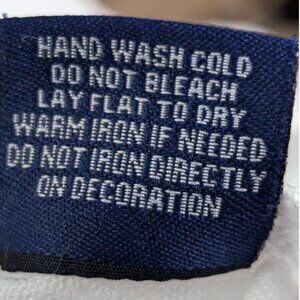 HAND WASH COLD
DO NOT BLEACH
LAY FLAT TO DRY
WARM IRON IF NEEDED
DO NOT IRON DIRECTLY
ON DECORATION